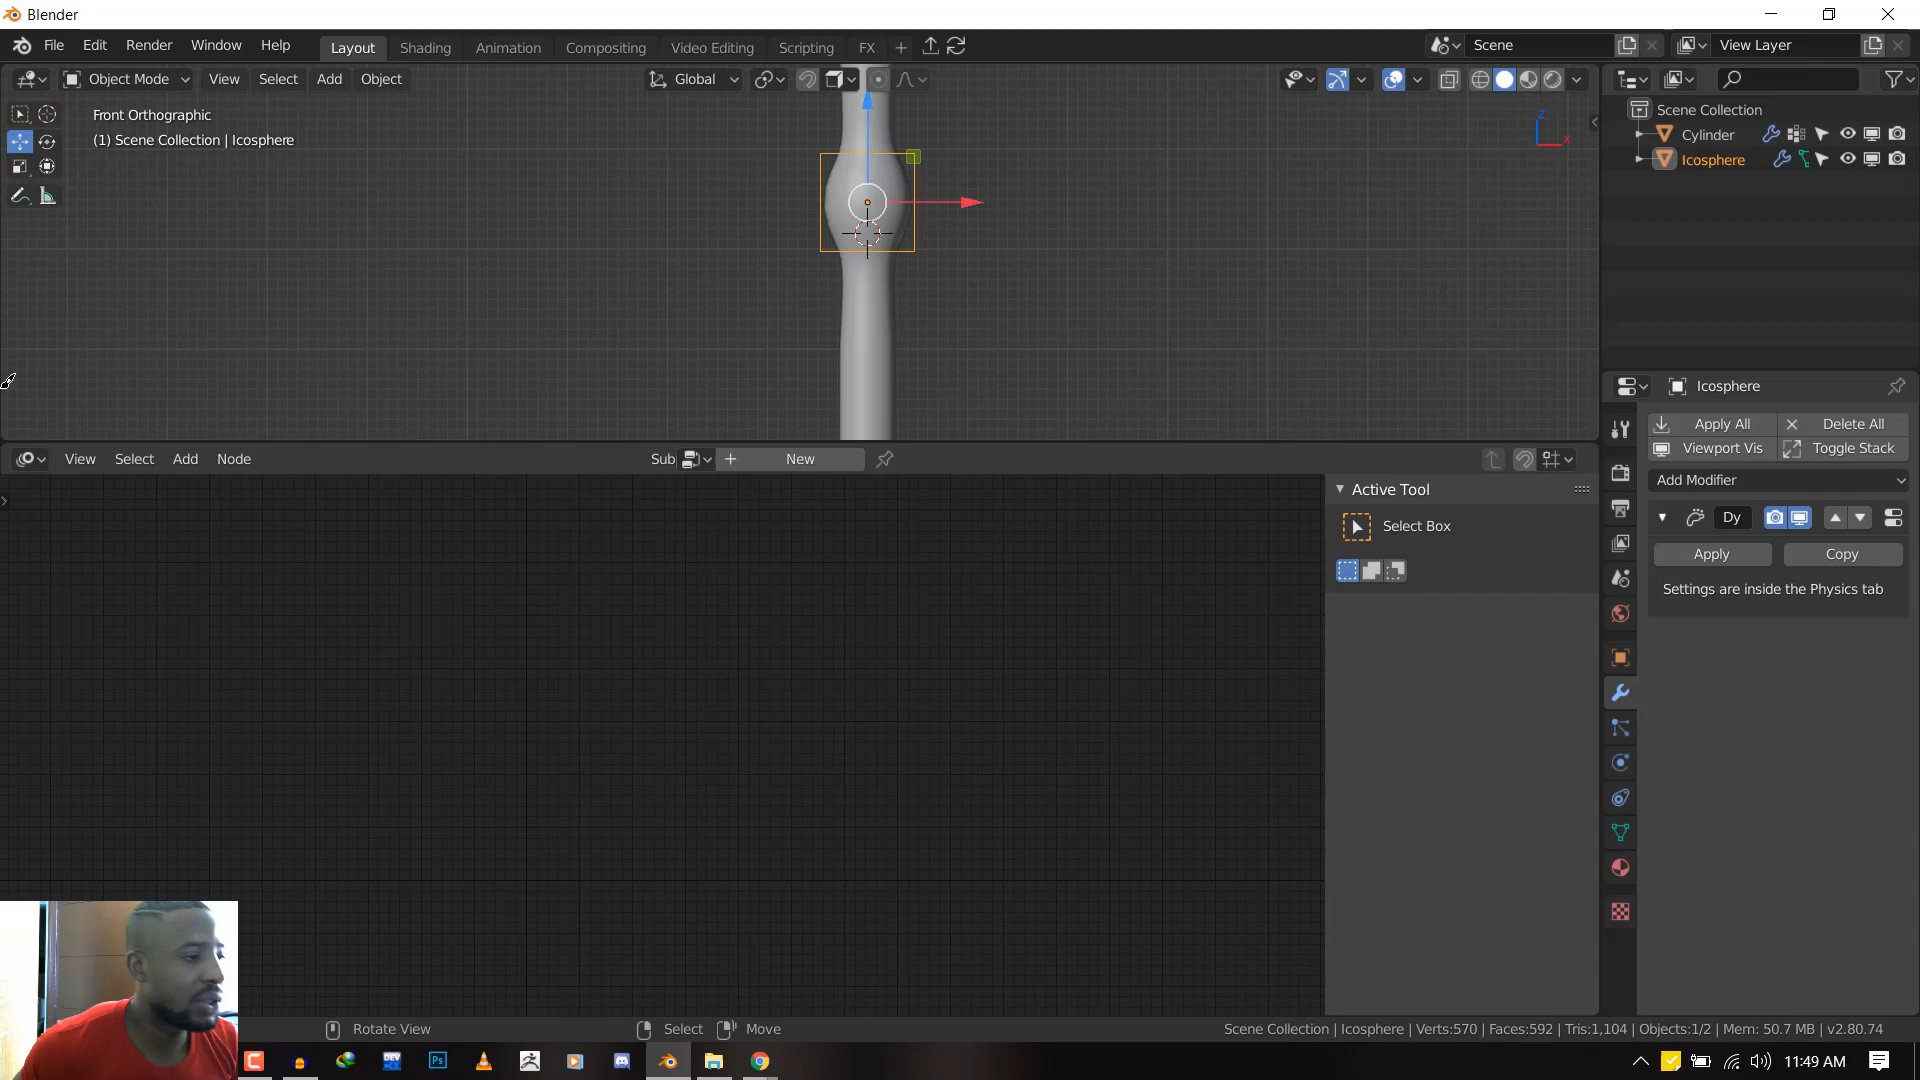 Blender
File Edit Render Window Help Layout Shading Animation Compositing Video Editing Scripting FX Scene View Layer
Object Mode View Select Add Object Global
Front Orthographic
(1) Scene Collection | Icosphere
Z
X
Scene Collection
Cylinder
Icosphere
Icosphere
Apply All Delete All
Viewport Vis Toggle Stack
Add Modifier
Dy
Apply Copy
Settings are inside the Physics tab
View Select Add Node Sub New
Active Tool
Select Box
Rotate View Select Move
Scene Collection | Icosphere | Verts:570 | Faces:592 | Tris:1,104 | Objects:1/2 | Mem: 50.7 MB | v2.80.74
DEV
Ps
11:49 AM